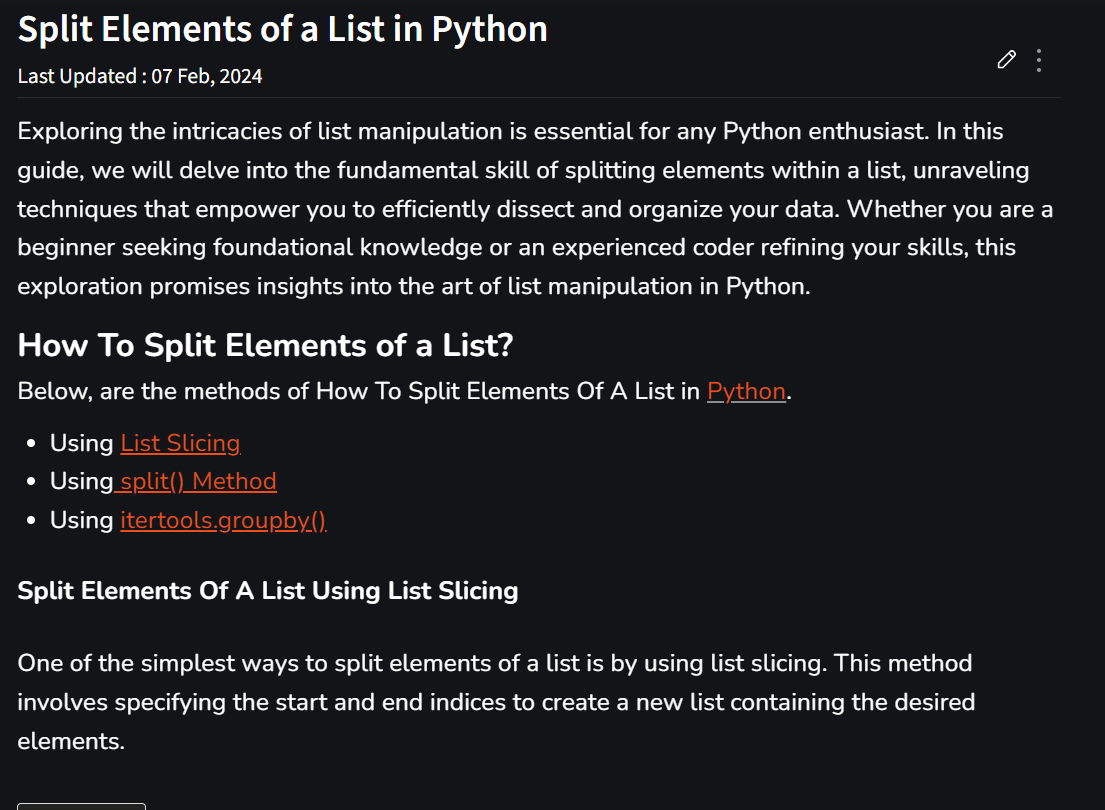 Split Elements of a List in Python
Last Updated : 07 Feb, 2024
Exploring the intricacies of list manipulation is essential for any Python enthusiast. In this
guide, we will delve into the fundamental skill of splitting elements within a list, unraveling
techniques that empower you to efficiently dissect and organize your data. Whether you are a
beginner seeking foundational knowledge or an experienced coder refining your skills, this
exploration promises insights into the art of list manipulation in Python.
How To Split Elements of a List?
Below, are the methods of How To Split Elements Of A List in Python.
• Using List Slicing
• Using split() Method
• Using itertools.groupby()
Split Elements Of A List Using List Slicing
One of the simplest ways to split elements of a list is by using list slicing. This method
involves specifying the start and end indices to create a new list containing the desired
elements.